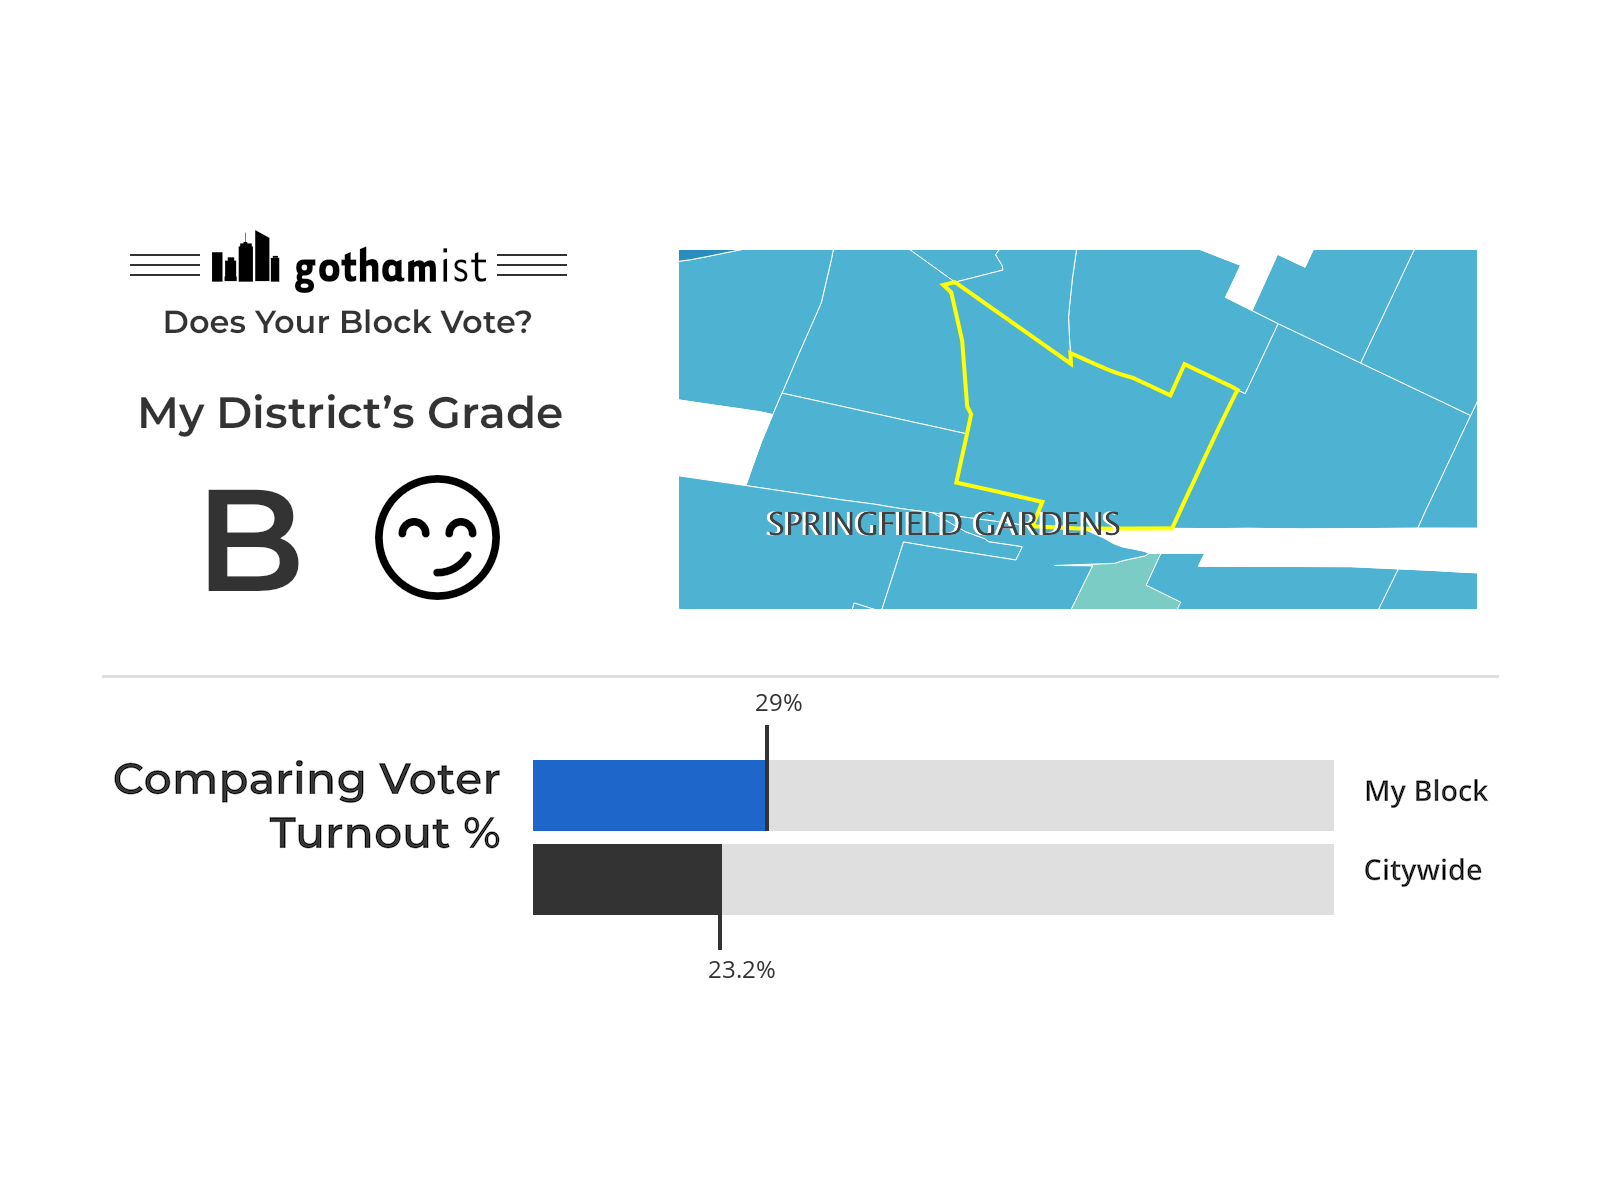 gothamist
Does Your Block Vote?
My District’s Grade
B
SPRINGFIELD GARDENS
29%
Comparing Voter
Turnout %
My Block
Citywide
23.2%